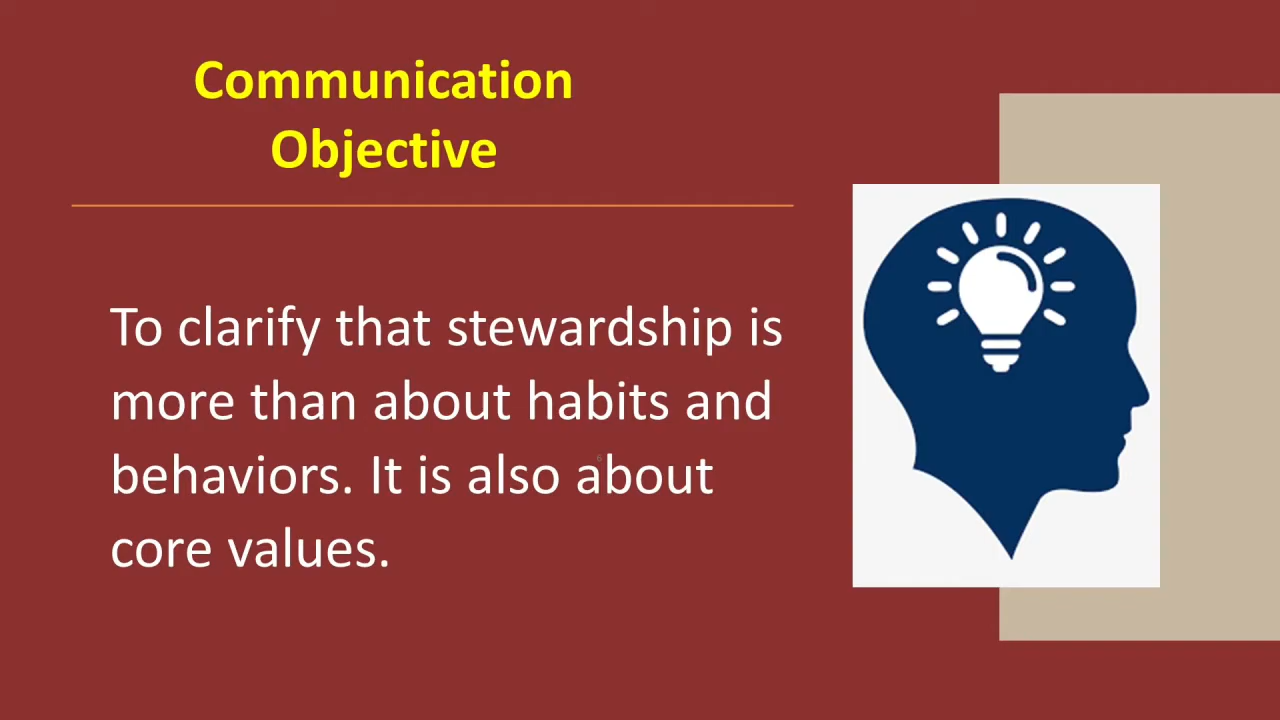 Communication
Objective
To clarify that stewardship is
more than about habits and
behaviors. It is also about
core values.
6